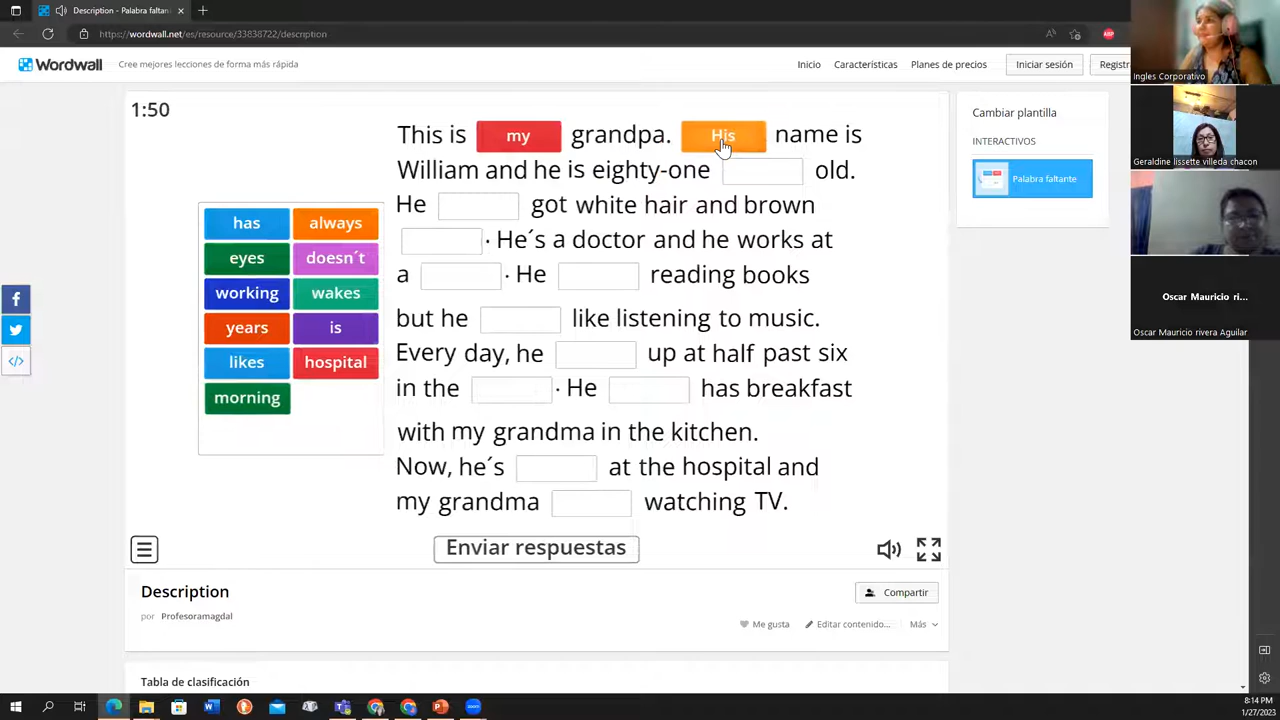 Description - Palabra faltante
https://wordwall.net/es/resource/33838722/description
Wordwall
Cree mejores lecciones de forma más rápida
Inicio
Características
Planes de precios
Iniciar sesión
Registr
1:50
This is my grandpa. His name is
William and he is eighty-one old.
He got white hair and brown
. He´s a doctor and he works at
a . He reading books
but he like listening to music.
Every day, he up at half past six
in the . He has breakfast
with my grandma in the kitchen.
Now, he´s at the hospital and
my grandma watching TV.
has always
eyes doesn´t
working wakes
years is
likes hospital
morning
Enviar respuestas
Description
por Profesoramagdal
Compartir
Me gusta
Editar contenido...
Más
Tabla de clasificación
Cambiar plantilla
INTERACTIVOS
Palabra faltante
Ingles Corporativo
Geraldine lissette villeda chacon
Oscar Mauricio ri...
Oscar Mauricio rivera Aguilar
8:14 PM
1/27/2023